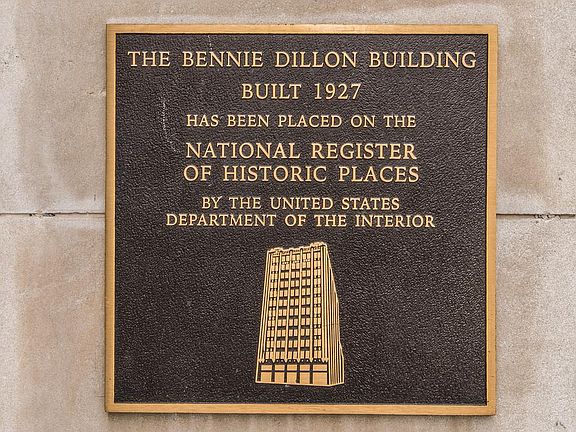 THE BENNIE DILLON BUILDING
BUILT 1927
HAS BEEN PLACED ON THE
NATIONAL REGISTER
OF HISTORIC PLACES
BY THE UNITED STATES
DEPARTMENT OF THE INTERIOR